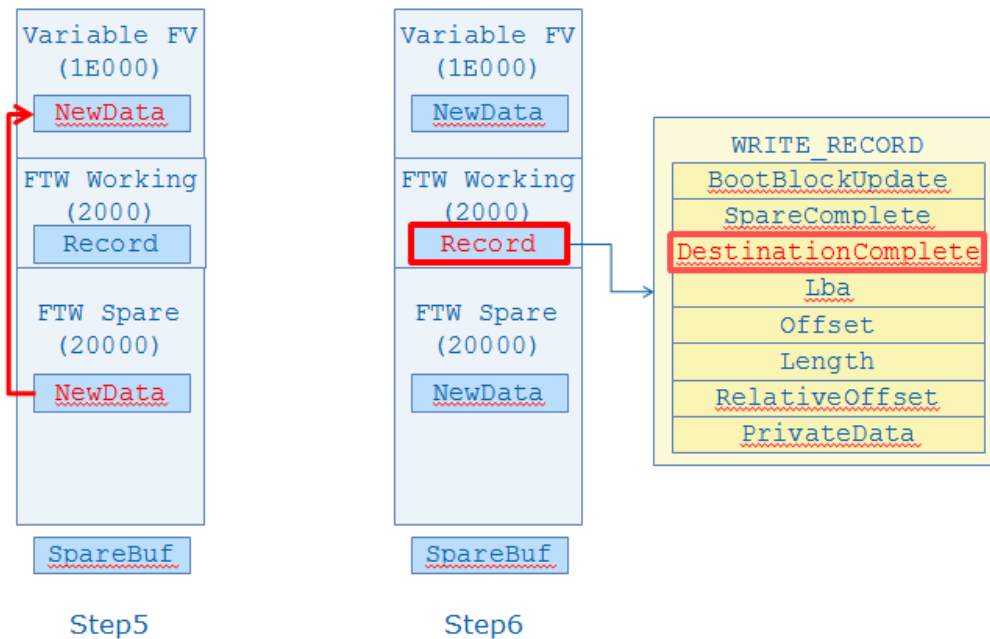 Variable FV
(1E000)
NewData
FTW Working
(2000)
Record
FTW Spare
(20000)
NewData
SpareBuf
Step5
Variable FV
(1E000)
NewData
FTW Working
(2000)
Record
FTW Spare
(20000)
NewData
SpareBuf
Step6
WRITE_RECORD
BootBlockUpdate
SpareComplete
DestinationComplete
Lba
Offset
Length
RelativeOffset
PrivateData